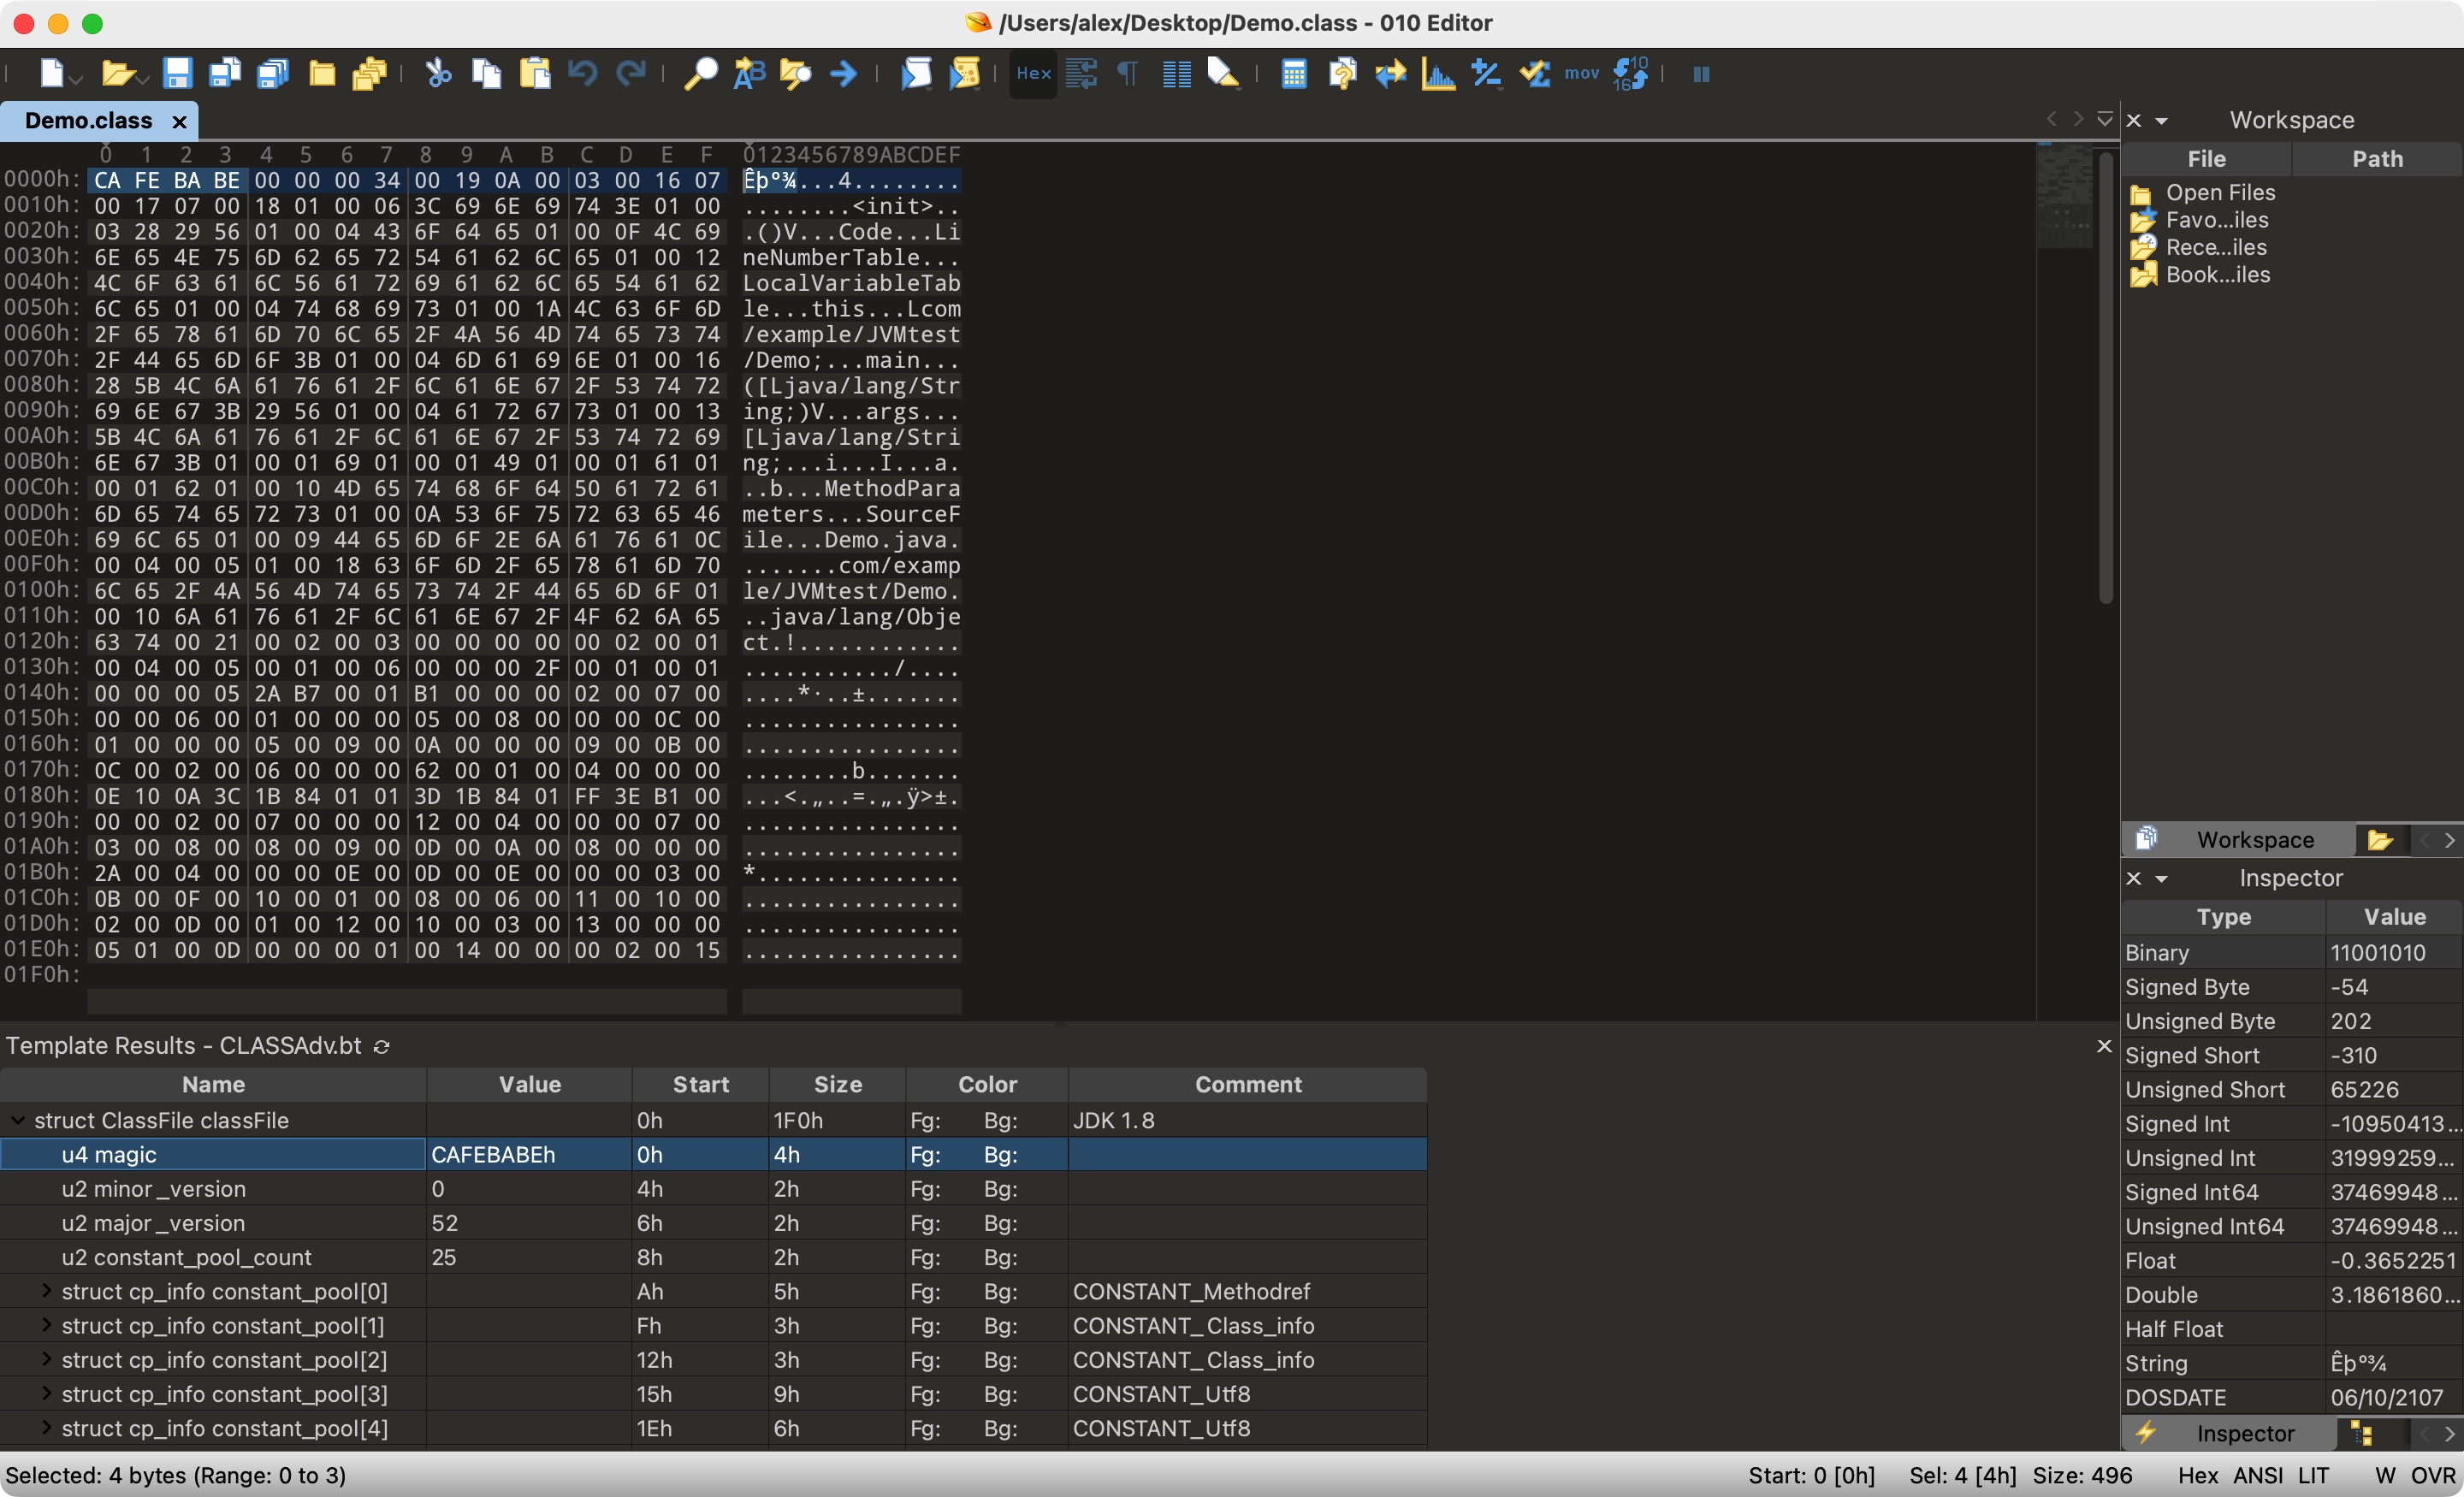 /Users/alex/Desktop/Demo.class - 010 Editor
Hex
mov
10
16
Demo.class
0 1 2 3 4 5 6 7 8 9 A B C D E F 0123456789ABCDEF
0000h: CA FE BA BE 00 00 00 34 00 19 0A 00 03 00 16 07 Êþº¾...4........
0010h: 00 17 07 00 18 01 00 06 3C 69 6E 69 74 3E 01 00 ........<init>..
0020h: 03 28 29 56 01 00 04 43 6F 64 65 01 00 0F 4C 69 .()V...Code...Li
0030h: 6E 65 4E 75 6D 62 65 72 54 61 62 6C 65 01 00 12 neNumberTable...
0040h: 4C 6F 63 61 6C 56 61 72 69 61 62 6C 65 54 61 62 LocalVariableTab
0050h: 6C 65 01 00 04 74 68 69 73 01 00 1A 4C 63 6F 6D le...this...Lcom
0060h: 2F 65 78 61 6D 70 6C 65 2F 4A 56 4D 74 65 73 74 /example/JVMtest
0070h: 2F 44 65 6D 6F 3B 01 00 04 6D 61 69 6E 01 00 16 /Demo;...main...
0080h: 28 5B 4C 6A 61 76 61 2F 6C 61 6E 67 2F 53 74 72 ([Ljava/lang/Str
0090h: 69 6E 67 3B 29 56 01 00 04 61 72 67 73 01 00 13 ing;)V...args...
00A0h: 5B 4C 6A 61 76 61 2F 6C 61 6E 67 2F 53 74 72 69 [Ljava/lang/Stri
00B0h: 6E 67 3B 01 00 01 69 01 00 01 49 01 00 01 61 01 ng;...i...I...a.
00C0h: 00 01 62 01 00 10 4D 65 74 68 6F 64 50 61 72 61 ..b...MethodPara
00D0h: 6D 65 74 65 72 73 01 00 0A 53 6F 75 72 63 65 46 meters...SourceF
00E0h: 69 6C 65 01 00 09 44 65 6D 6F 2E 6A 61 76 61 0C ile...Demo.java.
00F0h: 00 04 00 05 01 00 18 63 6F 6D 2F 65 78 61 6D 70 .......com/examp
0100h: 6C 65 2F 4A 56 4D 74 65 73 74 2F 44 65 6D 6F 01 le/JVMtest/Demo.
0110h: 00 10 6A 61 76 61 2F 6C 61 6E 67 2F 4F 62 6A 65 ..java/lang/Obje
0120h: 63 74 00 21 00 02 00 03 00 00 00 00 00 02 00 01 ct.!............
0130h: 00 04 00 05 00 01 00 06 00 00 00 2F 00 01 00 01 .........../....
0140h: 00 00 00 05 2A B7 00 01 B1 00 00 00 02 00 07 00 ....*·..±.......
0150h: 00 00 06 00 01 00 00 00 05 00 08 00 00 00 0C 00 ................
0160h: 01 00 00 00 05 00 09 00 0A 00 00 00 09 00 0B 00 ................
0170h: 0C 00 02 00 06 00 00 00 62 00 01 00 04 00 00 00 ........b.......
0180h: 0E 10 0A 3C 1B 84 01 01 3D 1B 84 01 FF 3E B1 00 ...<.„..=.„.ÿ>±.
0190h: 00 00 02 00 07 00 00 00 12 00 04 00 00 00 07 00 ................
01A0h: 03 00 08 00 08 00 09 00 0D 00 0A 00 08 00 00 00 ................
01B0h: 2A 00 04 00 00 00 0E 00 0D 00 0E 00 00 00 03 00 *...............
01C0h: 0B 00 0F 00 10 00 01 00 08 00 06 00 11 00 10 00 ................
01D0h: 02 00 0D 00 01 00 12 00 10 00 03 00 13 00 00 00 ................
01E0h: 05 01 00 0D 00 00 00 01 00 14 00 00 00 02 00 15 ................
01F0h:
Workspace
File Path
Open Files
Favo...iles
Rece...iles
Book...iles
Workspace
Inspector
Type Value
Binary 11001010
Signed Byte -54
Unsigned Byte 202
Signed Short -310
Unsigned Short 65226
Signed Int -10950413...
Unsigned Int 31999259...
Signed Int64 37469948...
Unsigned Int64 37469948...
Float -0.3652251
Double 3.1861860...
Half Float
String Êþº¾
DOSDATE 06/10/2107
Inspector
Template Results - CLASSAdv.bt
Name Value Start Size Color Comment
struct ClassFile classFile 0h 1F0h Fg: Bg: JDK 1.8
u4 magic CAFEBABEh 0h 4h Fg: Bg:
u2 minor_version 0 4h 2h Fg: Bg:
u2 major_version 52 6h 2h Fg: Bg:
u2 constant_pool_count 25 8h 2h Fg: Bg:
struct cp_info constant_pool[0] Ah 5h Fg: Bg: CONSTANT_Methodref
struct cp_info constant_pool[1] Fh 3h Fg: Bg: CONSTANT_Class_info
struct cp_info constant_pool[2] 12h 3h Fg: Bg: CONSTANT_Class_info
struct cp_info constant_pool[3] 15h 9h Fg: Bg: CONSTANT_Utf8
struct cp_info constant_pool[4] 1Eh 6h Fg: Bg: CONSTANT_Utf8
Selected: 4 bytes (Range: 0 to 3) Start: 0 [0h] Sel: 4 [4h] Size: 496 Hex ANSI LIT W OVR